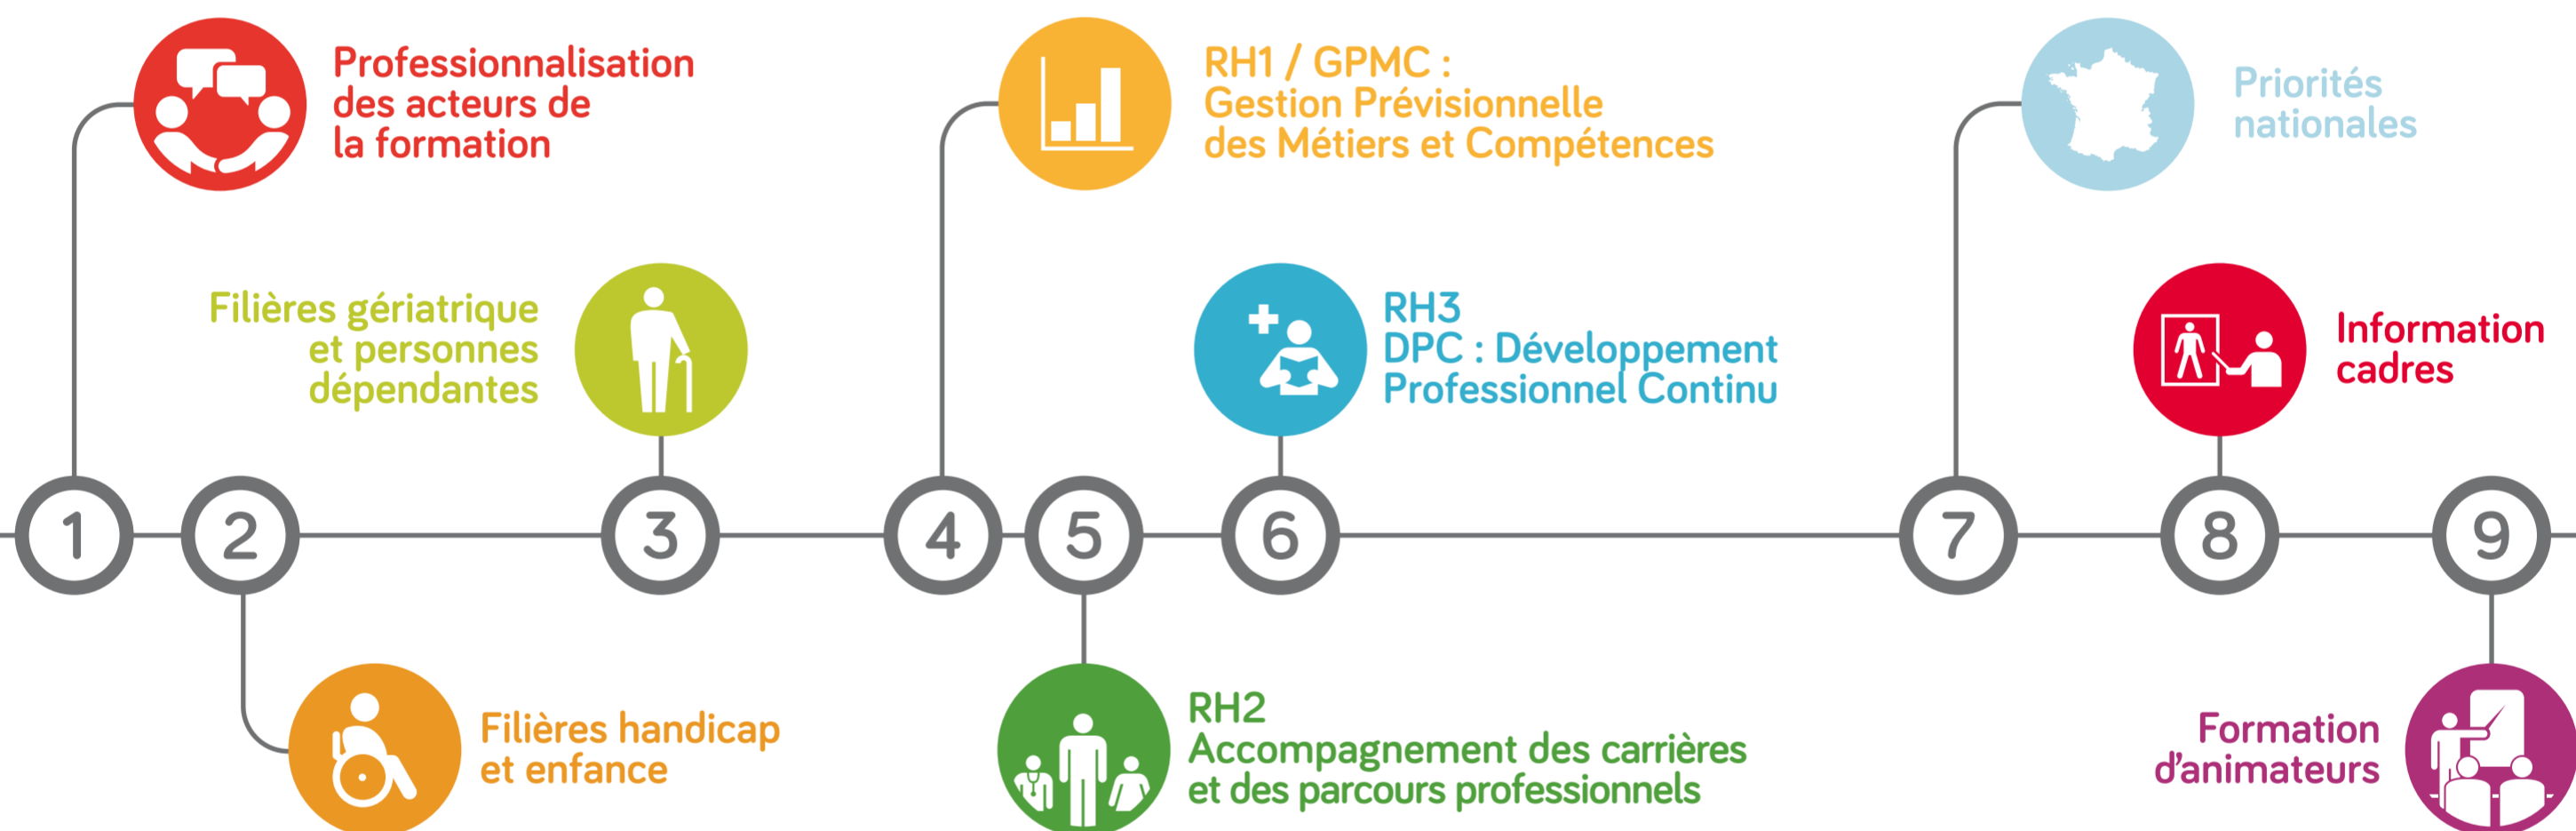 Professionnalisation
des acteurs de
la formation
RH1 / GPMC :
Gestion Prévisionnelle
des Métiers et Compétences
Priorités
nationales
Filières gériatrique
et personnes
dépendantes
RH3
DPC : Développement
Professionnel Continu
Information
cadres
1
2
3
4
5
6
7
8
9
Filières handicap
et enfance
RH2
Accompagnement des carrières
et des parcours professionnels
Formation
d'animateurs